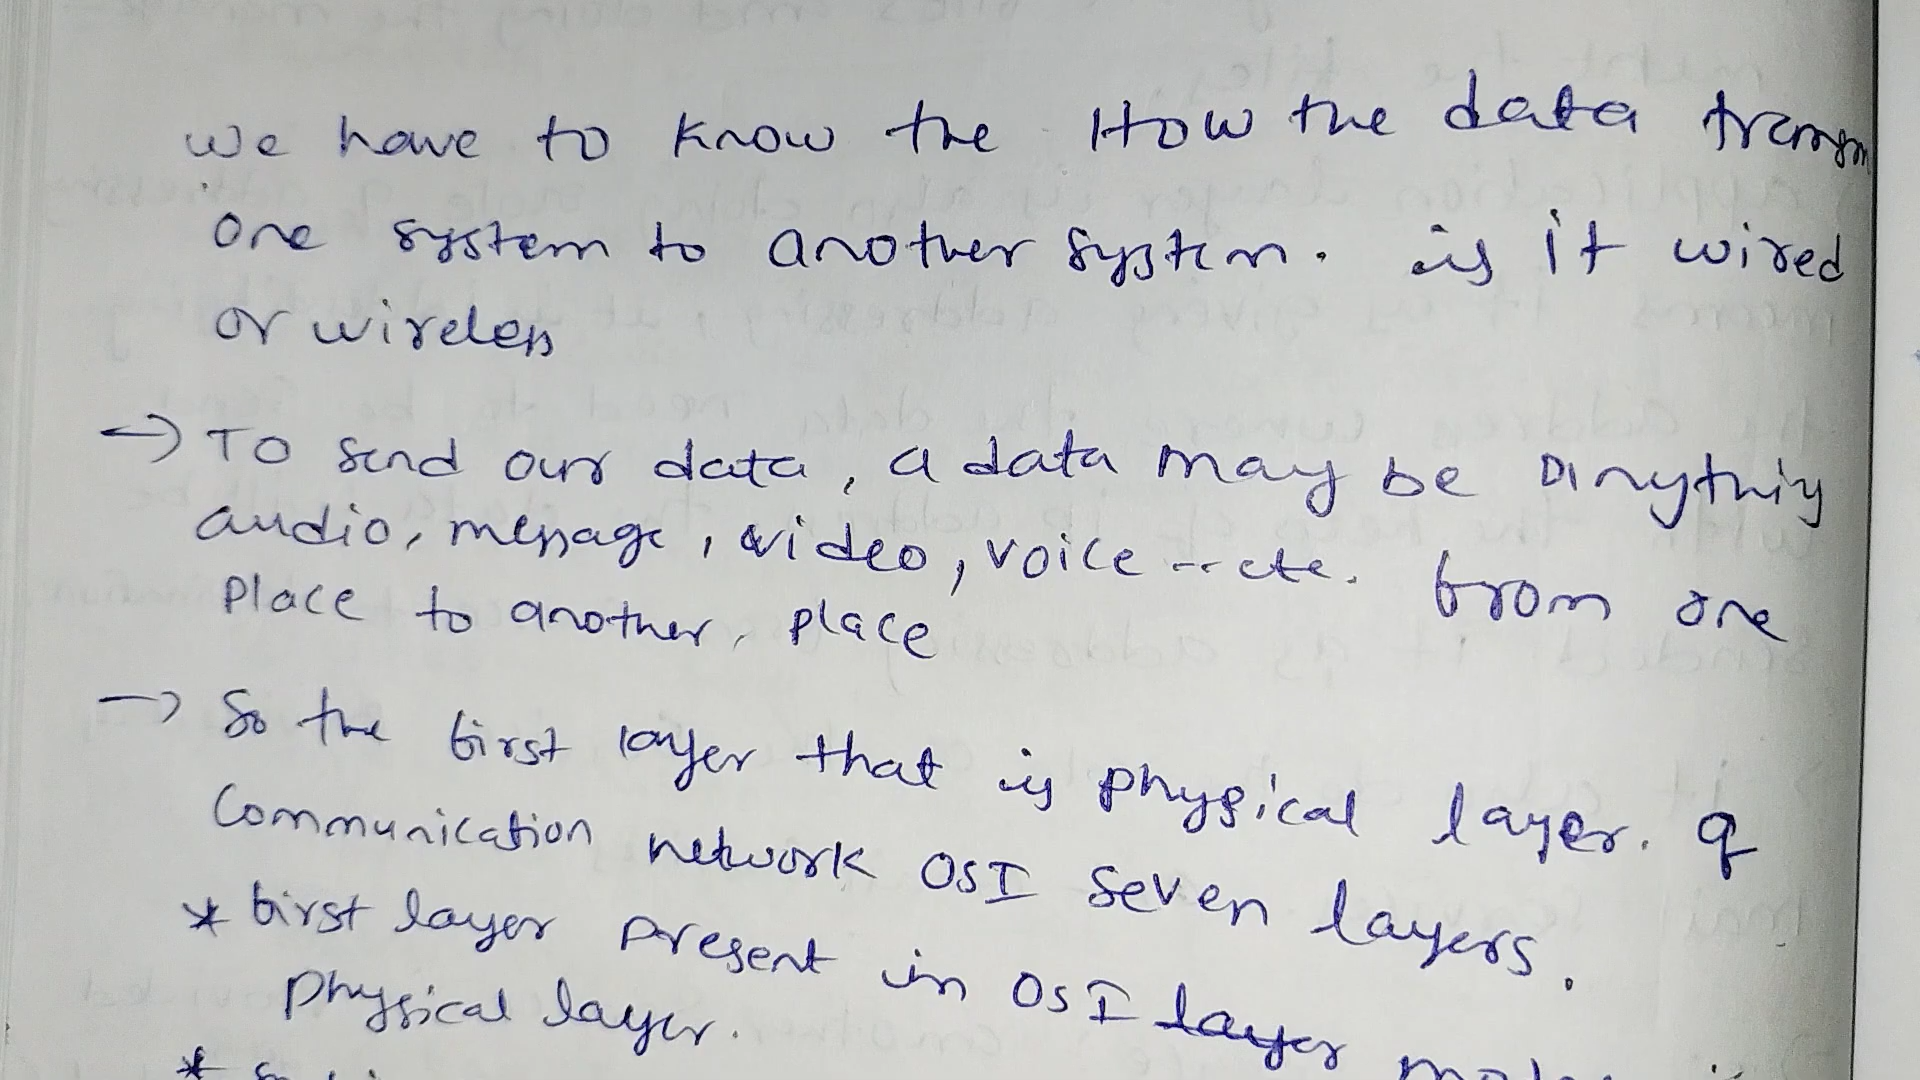 we have to know the How the data
one system to another system. is it wired
or wireless
→ To send our data, a data may be anything
audio, message, video, voice -- etc. from one
place to another, place
→ So the first layer that is physical layer. of
Communication network OSI seven layers.
* first layer present in OSI layer
physical layer.
*